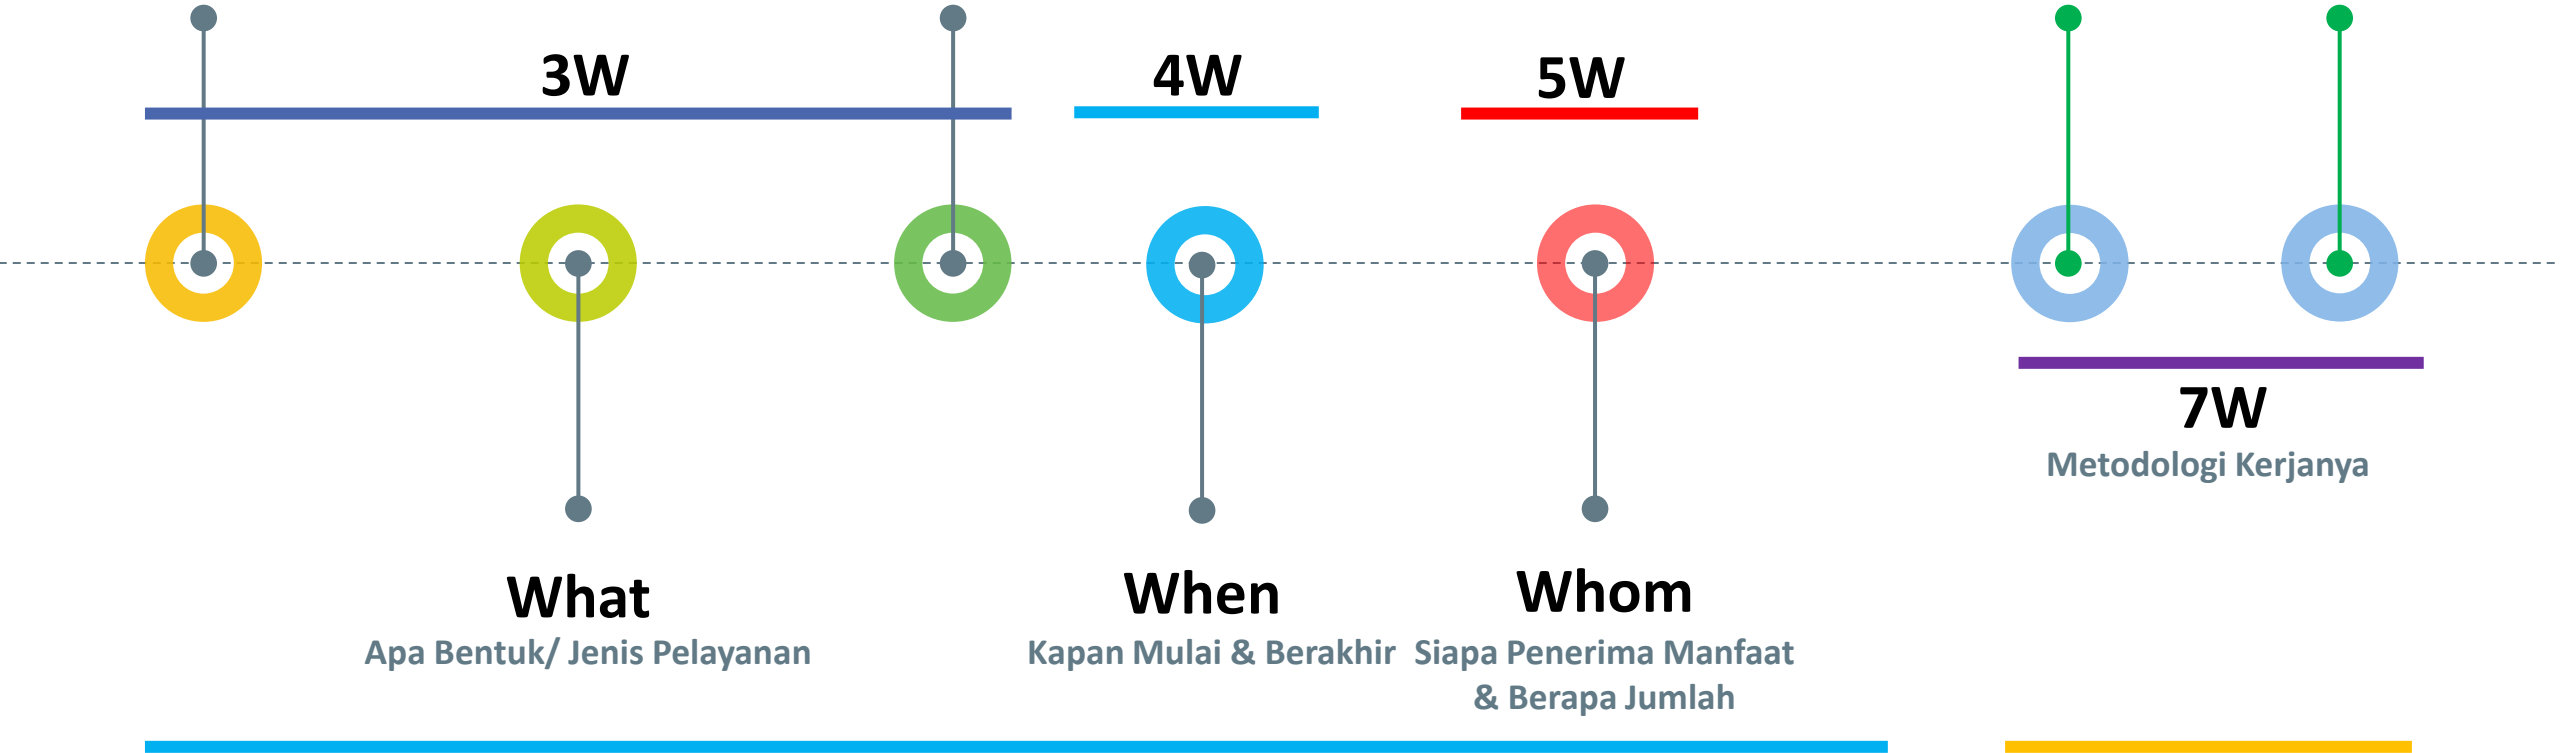 3W
4W
5W
7W
Metodologi Kerjanya
What
Apa Bentuk/ Jenis Pelayanan
When
Kapan Mulai & Berakhir
Whom
Siapa Penerima Manfaat
& Berapa Jumlah